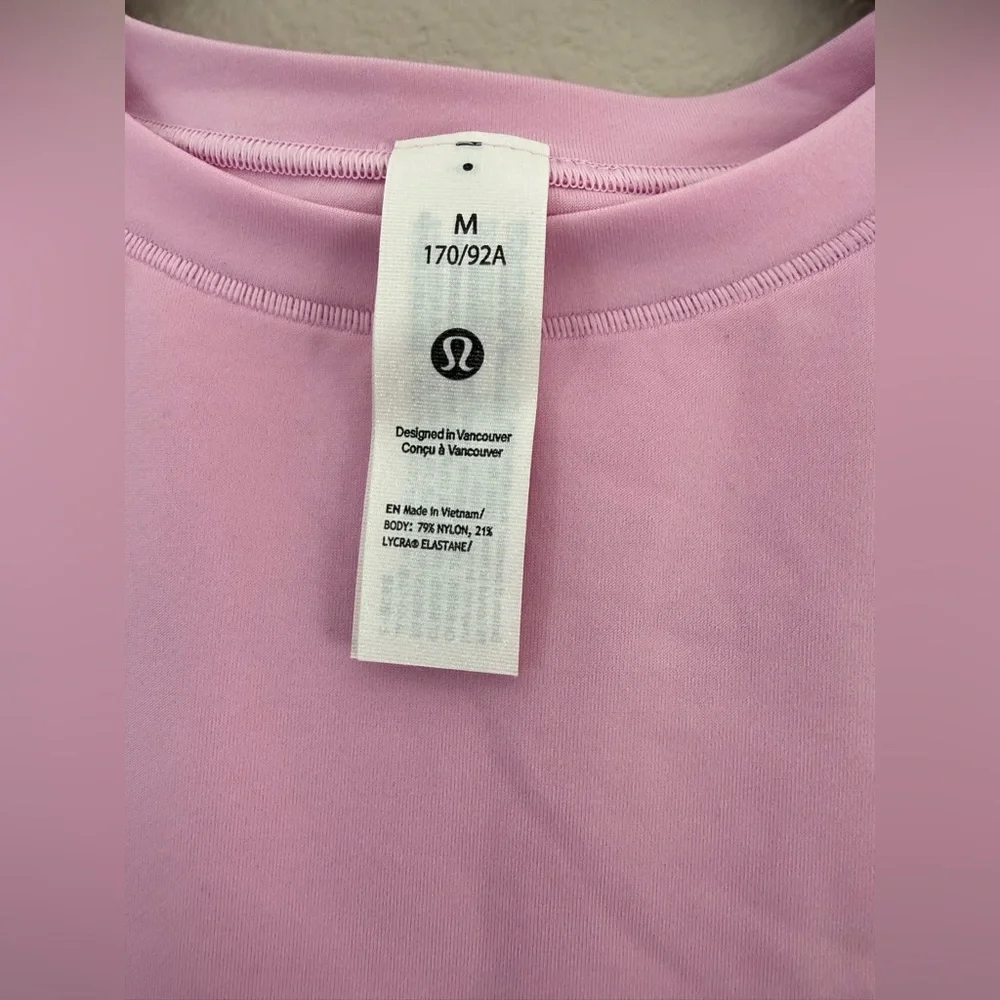 M
170/92A
Designed in Vancouver
Conçu à Vancouver
EN Made in Vietnam/
BODY: 79% NYLON, 21%
LYCRA® ELASTANE/